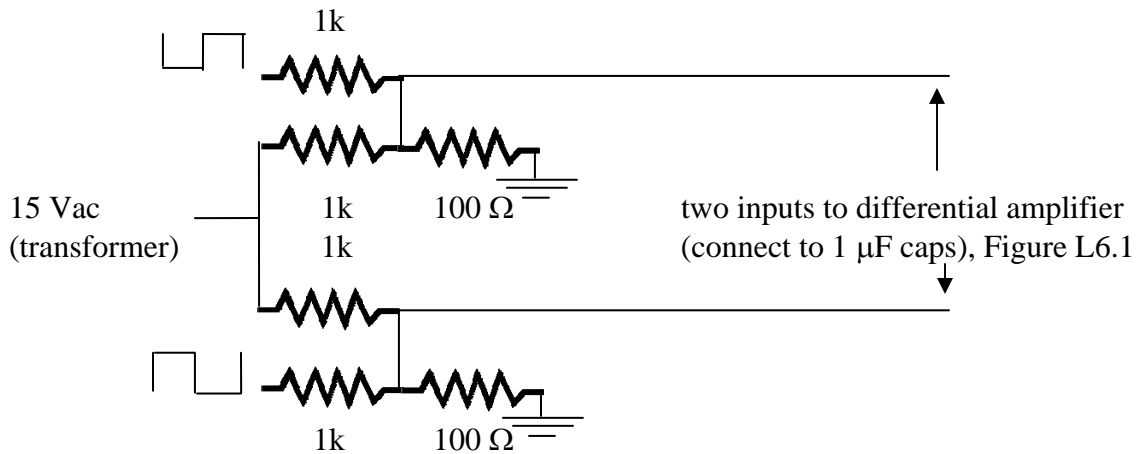 1k
15 Vac
(transformer)
1k
100 Ω
1k
two inputs to differential amplifier
(connect to 1 μF caps), Figure L6.1
1k
100 Ω